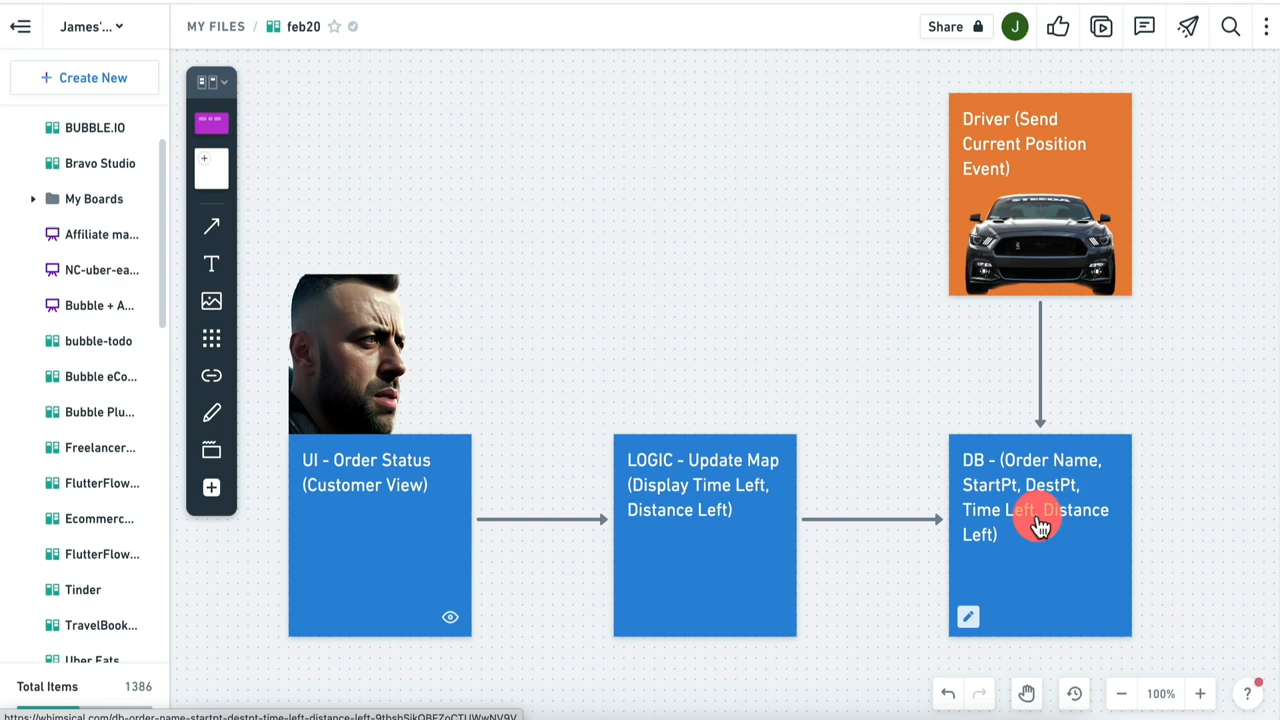 James'...
MY FILES / feb20
Share
J
+ Create New
BUBBLE.IO
Bravo Studio
My Boards
Affiliate ma...
NC-uber-ea...
Bubble + A...
bubble-todo
Bubble eCo...
Bubble Plu...
Freelancer...
FlutterFlow...
Ecommerc...
FlutterFlow...
Tinder
TravelBook...
Uber Eats
Total Items 1386
Driver (Send
Current Position
Event)
STEEDA
UI - Order Status
(Customer View)
LOGIC - Update Map
(Display Time Left,
Distance Left)
DB - (Order Name,
StartPt, DestPt,
Time Left, Distance
Left)
− 100% +
?